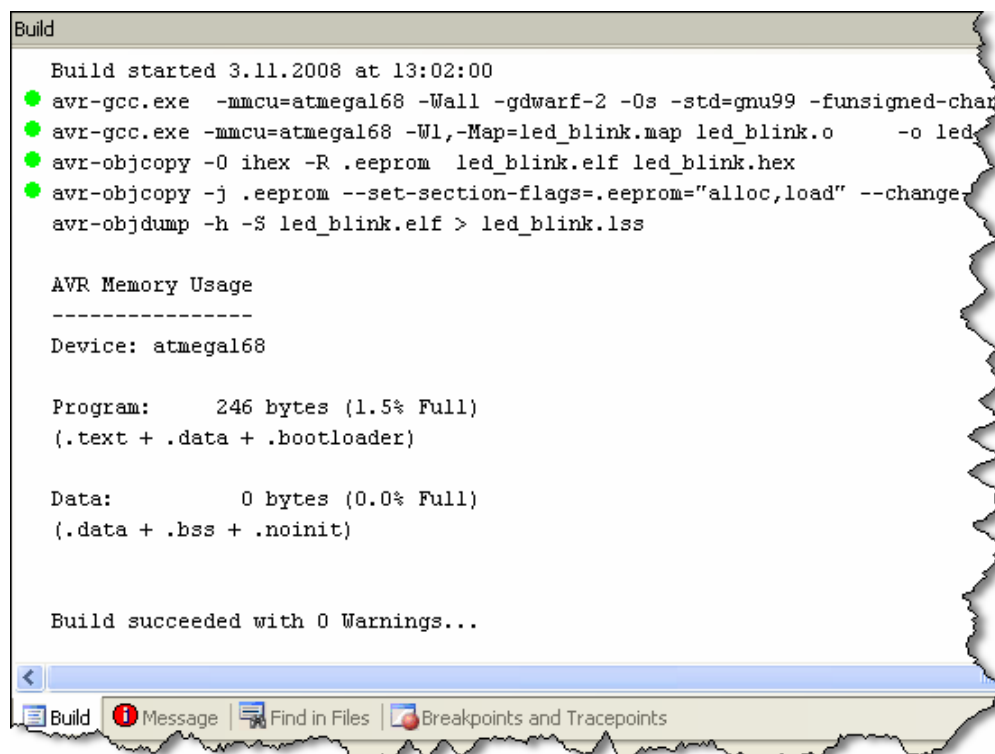 Build
Build started 3.11.2008 at 13:02:00
avr-gcc.exe  -mmcu=atmega168 -Wall -gdwarf-2 -Os -std=gnu99 -funsigned-char
avr-gcc.exe -mmcu=atmega168 -Wl,-Map=led_blink.map led_blink.o     -o led
avr-objcopy -O ihex -R .eeprom  led_blink.elf led_blink.hex
avr-objcopy -j .eeprom --set-section-flags=.eeprom="alloc,load" --change-
avr-objdump -h -S led_blink.elf > led_blink.lss
AVR Memory Usage
----------------
Device: atmega168
Program:     246 bytes (1.5% Full)
(.text + .data + .bootloader)
Data:          0 bytes (0.0% Full)
(.data + .bss + .noinit)
Build succeeded with 0 Warnings...
Build Message Find in Files Breakpoints and Tracepoints